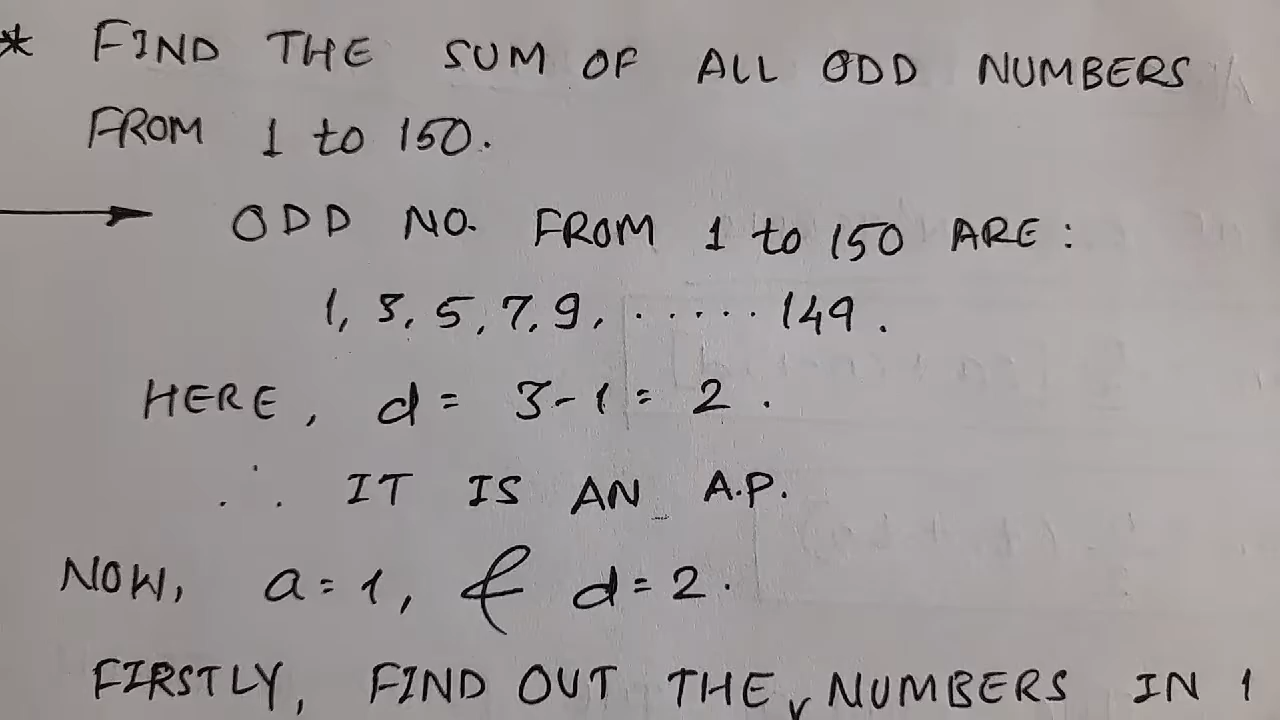 * FIND THE SUM OF ALL ODD NUMBERS
FROM 1 to 150.
→ ODD NO. FROM 1 to 150 ARE :
1, 3, 5, 7, 9, ..... 149.
HERE, d = 3-1 = 2.
∴ IT IS AN A.P.
NOW, a = 1, & d = 2.
FIRSTLY, FIND OUT THE NUMBERS IN 1